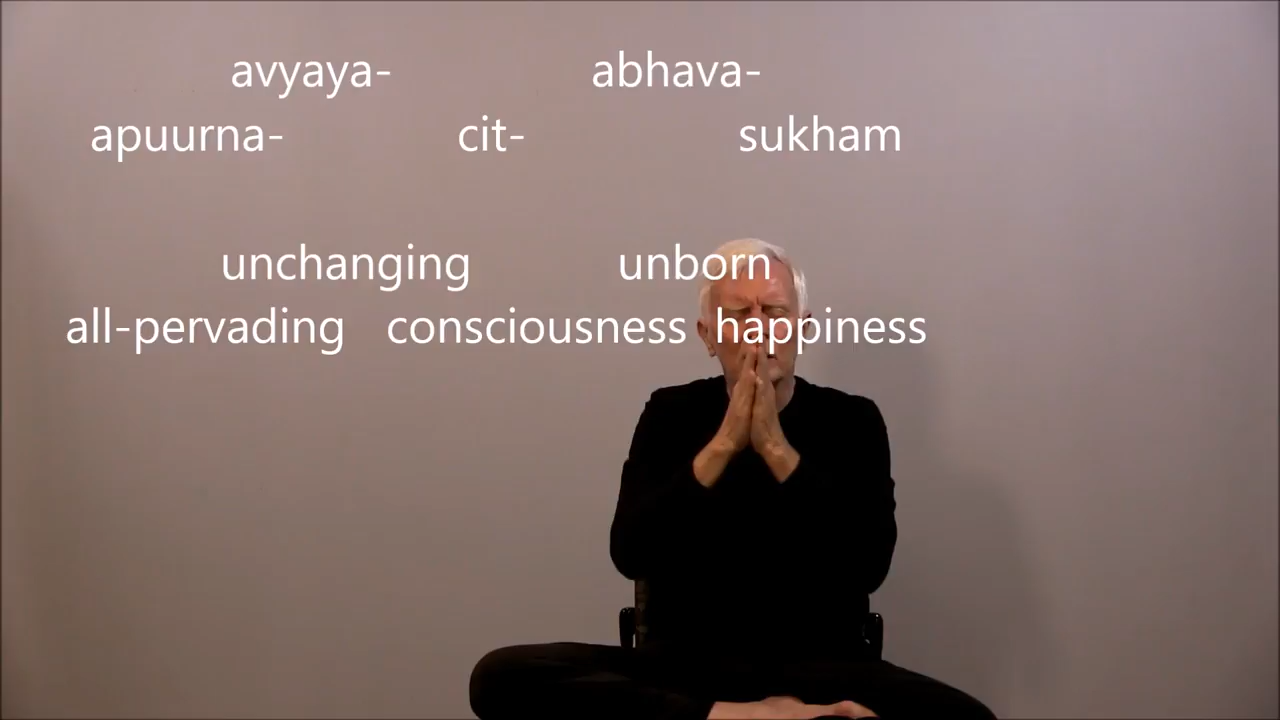 avyaya- abhava-
apuurna- cit- sukham
unchanging unborn
all-pervading consciousness happiness